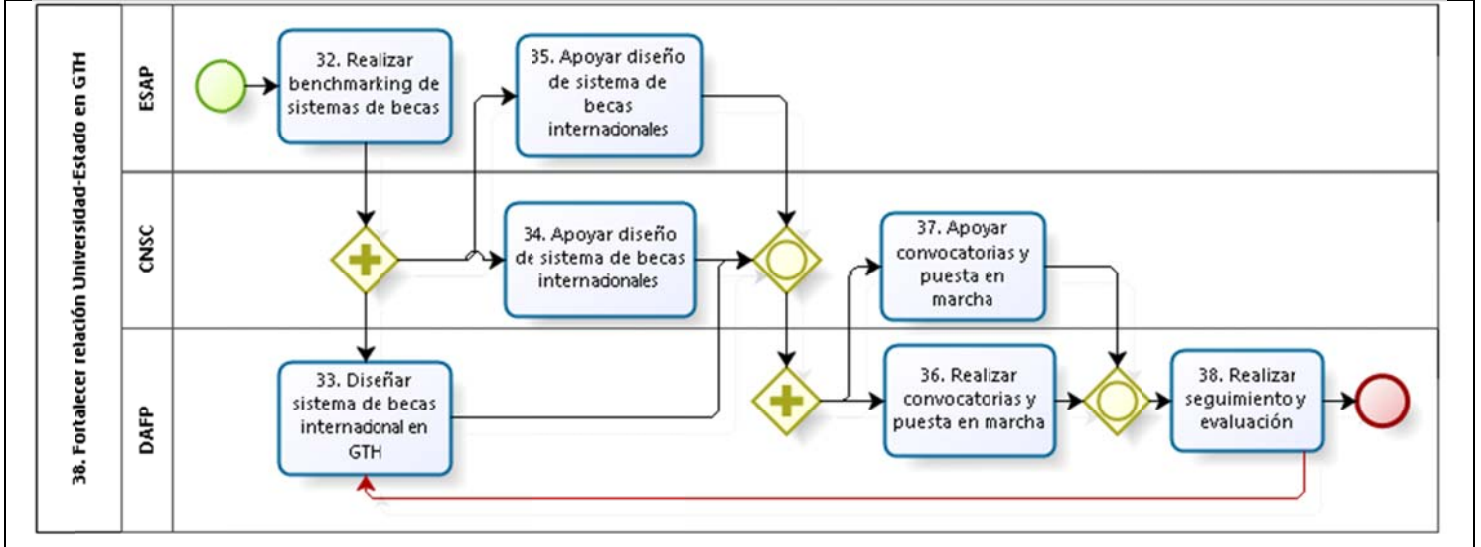 38. Fortalecer relación Universidad-Estado en GTH
ESAP
32. Realizar
benchmarking de
sistemas de becas
35. Apoyar diseño
de sistema de
becas
internacionales
CNSC
34. Apoyar diseño
de sistema de becas
internacionales
37. Apoyar
convocatorias y
puesta en
marcha
DAFP
33. Diseñar
sistema de becas
internacional en
GTH
36. Realizar
convocatorias y
puesta en marcha
38. Realizar
seguimiento y
evaluación